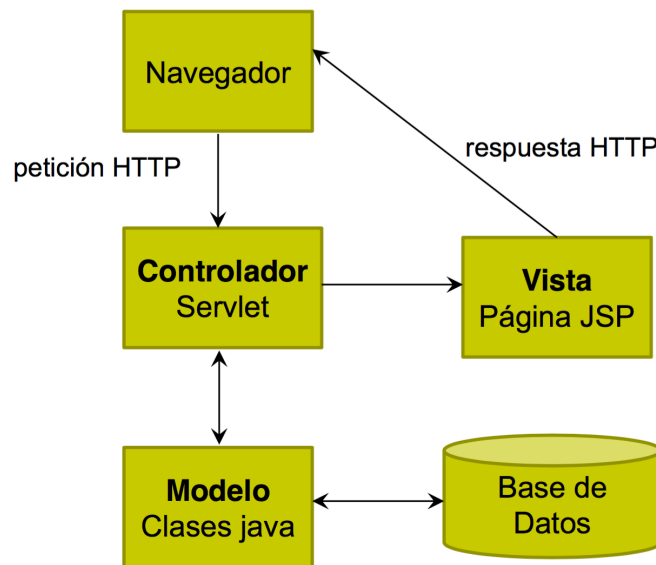 Navegador
petición HTTP
respuesta HTTP
Controlador
Servlet
Vista
Página JSP
Modelo
Clases java
Base de
Datos